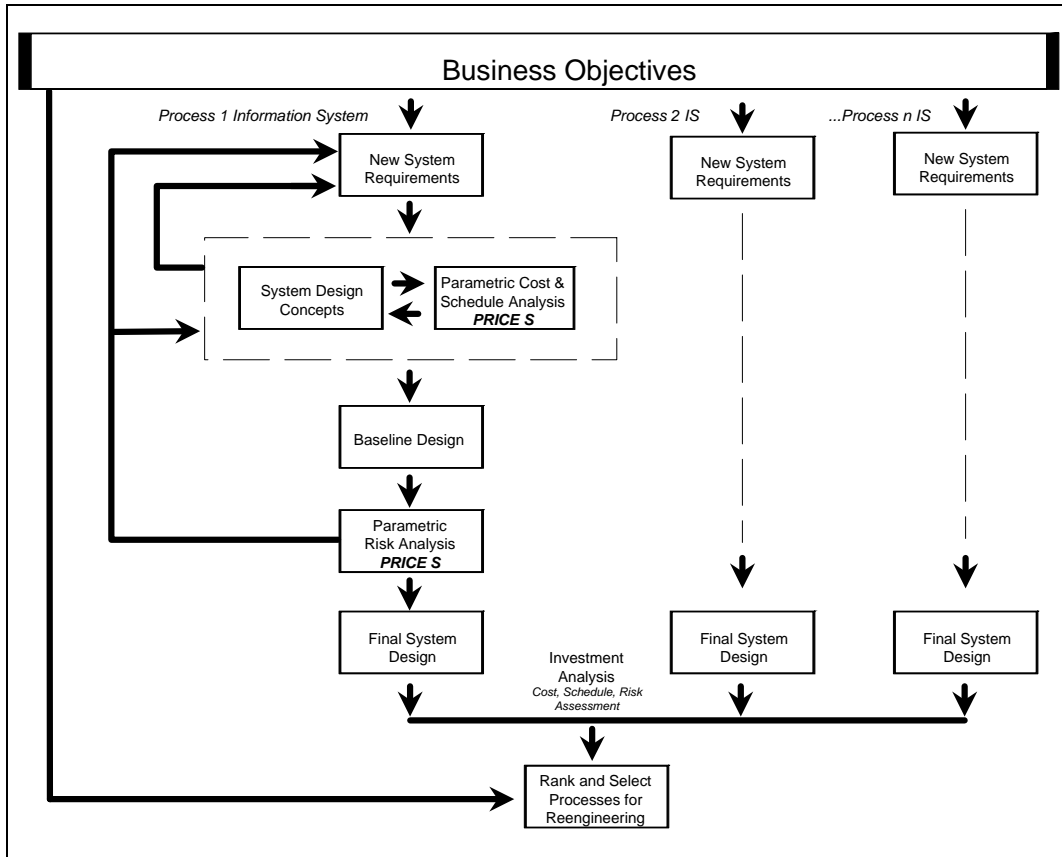 Business Objectives
Process 1 Information System
Process 2 IS
...Process n IS
New System
Requirements
New System
Requirements
New System
Requirements
System Design
Concepts
Parametric Cost &
Schedule Analysis
PRICE S
Baseline Design
Parametric
Risk Analysis
PRICE S
Final System
Design
Final System
Design
Final System
Design
Investment
Analysis
Cost, Schedule, Risk
Assessment
Rank and Select
Processes for
Reengineering